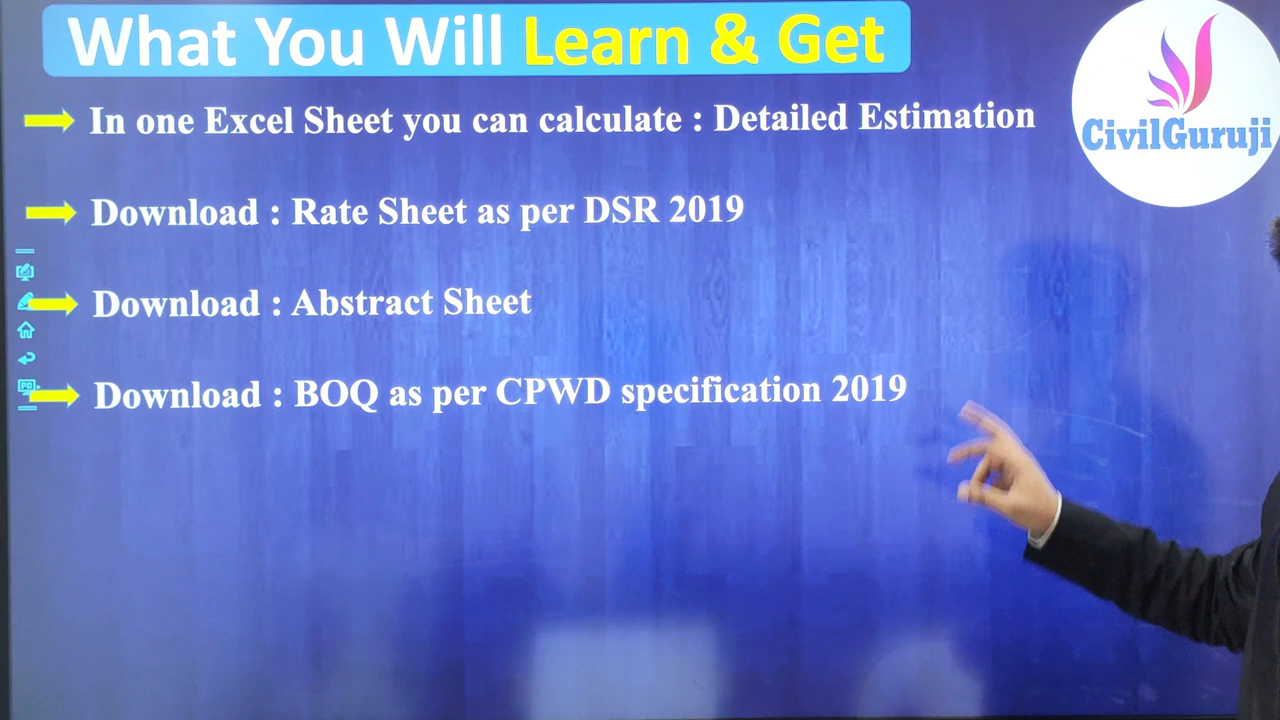 What You Will Learn & Get
CivilGuruji
In one Excel Sheet you can calculate : Detailed Estimation
Download : Rate Sheet as per DSR 2019
Download : Abstract Sheet
Download : BOQ as per CPWD specification 2019
PC